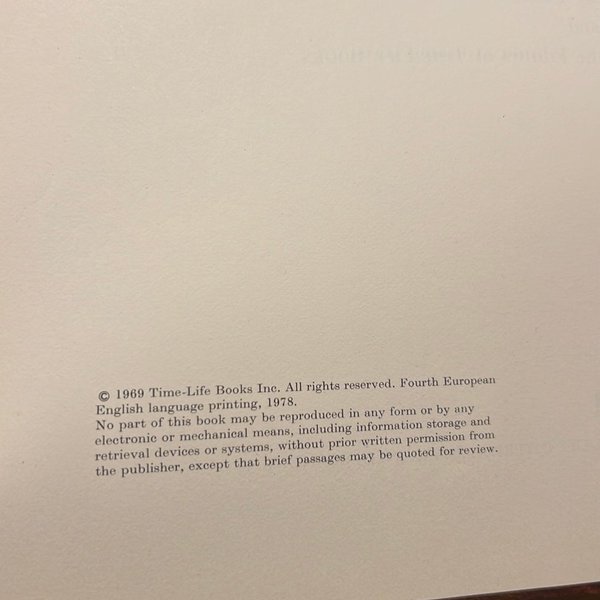 © 1969 Time-Life Books Inc. All rights reserved. Fourth European
English language printing, 1978.
No part of this book may be reproduced in any form or by any
electronic or mechanical means, including information storage and
retrieval devices or systems, without prior written permission from
the publisher, except that brief passages may be quoted for review.